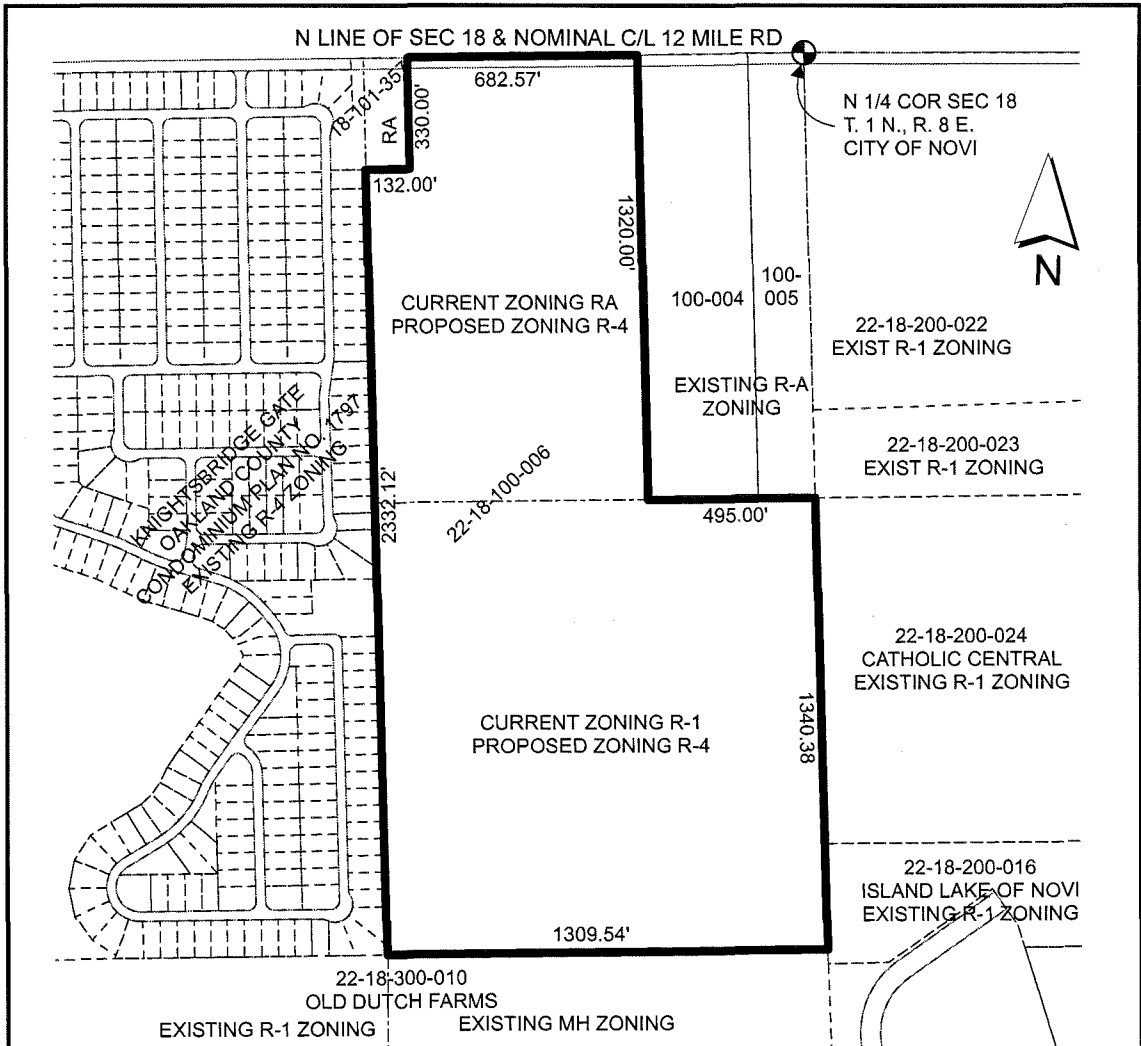 N LINE OF SEC 18 & NOMINAL C/L 12 MILE RD
682.57'
18-101-357
RA
330.00'
132.00'
N 1/4 COR SEC 18
T. 1 N., R. 8 E.
CITY OF NOVI
N
1320.00'
100-004
100-
005
CURRENT ZONING RA
PROPOSED ZONING R-4
22-18-200-022
EXIST R-1 ZONING
EXISTING R-A
ZONING
22-18-200-023
EXIST R-1 ZONING
KNIGHTSBRIDGE GATE
OAKLAND COUNTY
CONDOMINIUM PLAN NO. 1797
EXISTING R-4 ZONING
2332.12'
22-18-100-006
495.00'
22-18-200-024
CATHOLIC CENTRAL
EXISTING R-1 ZONING
1340.38
CURRENT ZONING R-1
PROPOSED ZONING R-4
22-18-200-016
ISLAND LAKE OF NOVI
EXISTING R-1 ZONING
1309.54'
22-18-300-010
OLD DUTCH FARMS
EXISTING R-1 ZONING
EXISTING MH ZONING